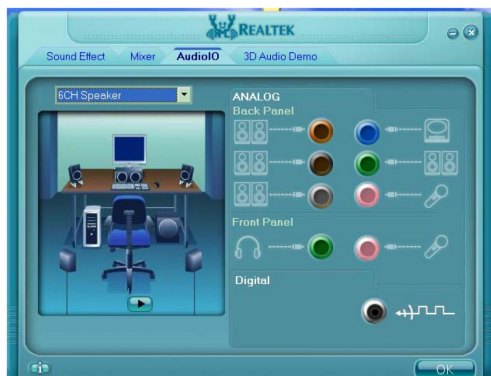 REALTEK
Sound Effect Mixer AudioIO 3D Audio Demo
6CH Speaker
ANALOG
Back Panel
Front Panel
Digital
OK